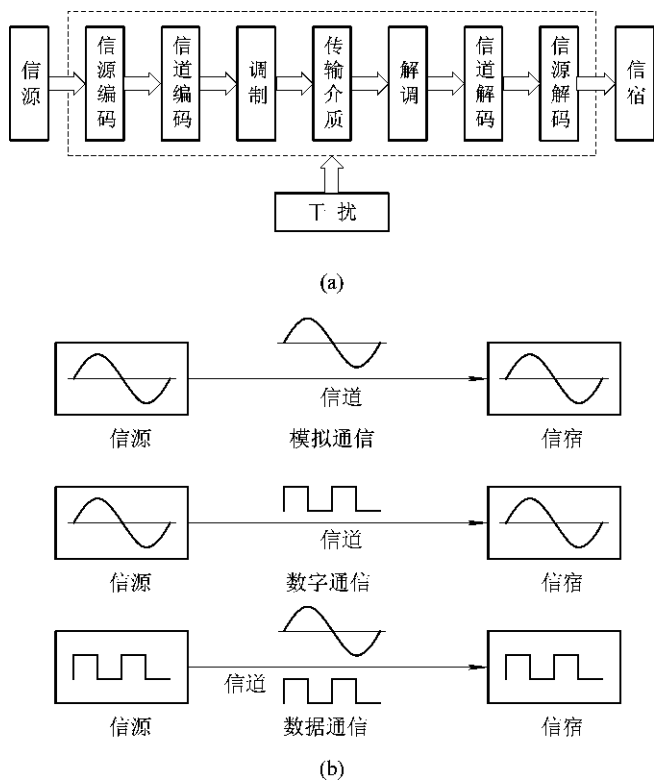 信源
信源编码
信道编码
调制
传输介质
解调
信道解码
信源解码
信宿
干扰
(a)
信道
信源
模拟通信
信宿
信道
信源
数字通信
信宿
信道
信源
数据通信
信宿
(b)